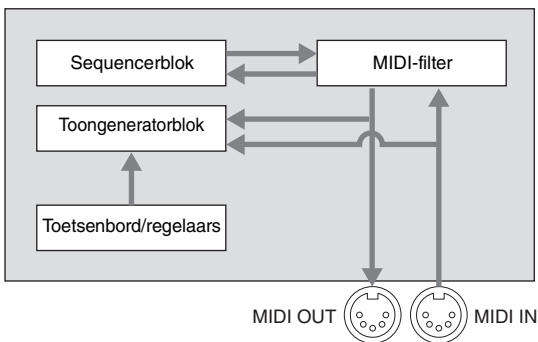 Sequencerblok
MIDI-filter
Toongeneratorblok
Toetsenbord/regelaars
MIDI OUT
MIDI IN